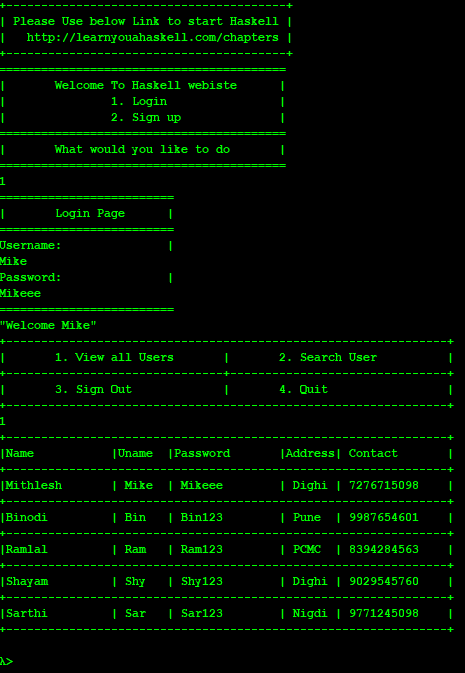 +----------------------------------------+
| Please Use below Link to start Haskell |
|   http://learnyouahaskell.com/chapters |
+----------------------------------------+
=========================================
|       Welcome To Haskell webiste      |
|               1. Login                |
|               2. Sign up              |
=========================================
|       What would you like to do       |
=========================================
1
=========================
|       Login Page      |
=========================
Username:               |
Mike
Password:               |
Mikeee
=========================
"Welcome Mike"
+---------------------------------------------------------------+
|       1. View all Users       |       2. Search User          |
+-------------------------------+-------------------------------+
|       3. Sign Out             |       4. Quit                 |
+---------------------------------------------------------------+
1
+---------------------------------------------------------------+
|Name           |Uname  |Password       |Address| Contact       |
+---------------------------------------------------------------+
|Mithlesh       | Mike  | Mikeee        | Dighi | 7276715098    |
+---------------------------------------------------------------+
|Binodi         | Bin   | Bin123        | Pune  | 9987654601    |
+---------------------------------------------------------------+
|Ramlal         | Ram   | Ram123        | PCMC  | 8394284563    |
+---------------------------------------------------------------+
|Shayam         | Shy   | Shy123        | Dighi | 9029545760    |
+---------------------------------------------------------------+
|Sarthi         | Sar   | Sar123        | Nigdi | 9771245098    |
+---------------------------------------------------------------+
λ>